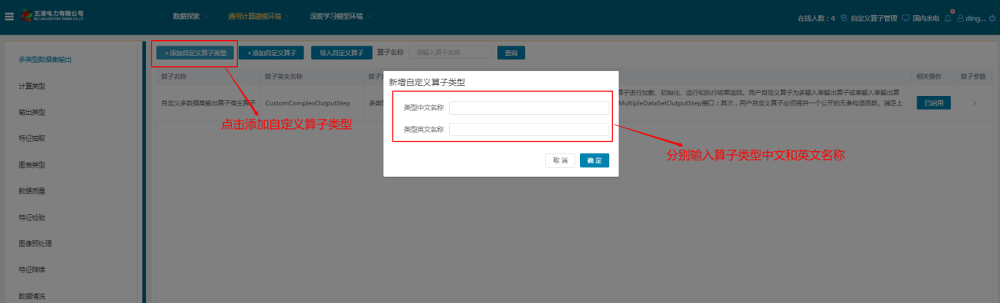 五凌电力有限公司
WU LING ELECTRIC POWER CO.,LTD
数据探索
通用计算建模环境
深度学习模型环境
在线人数：4
自定义算子管理
国内水电
ding...
多类型数据集输出
计算类型
输出类型
特征抽取
图表类型
数据质量
特征检验
图像预处理
特征降维
数据清洗
+添加自定义算子类型
+添加自定义算子
导入自定义算子
算子名称
请输入算子名称
查询
算子名称
算子英文名称
相关操作
算子参数
自定义多数据集输出算子宿主算子
CustomComplexOutputStep
多类
算子进行加载、初始化、运行和执行结果返回。用户自定义算子为多输入单输出算子或单输入单输出算
MultipleDataSetOutputStep接口；其次，用户自定义算子必须提供一个公开的无参构造函数。满足上
已启用
新增自定义算子类型
类型中文名称
类型英文名称
取 消
确 定
点击添加自定义算子类型
分别输入算子类型中文和英文名称